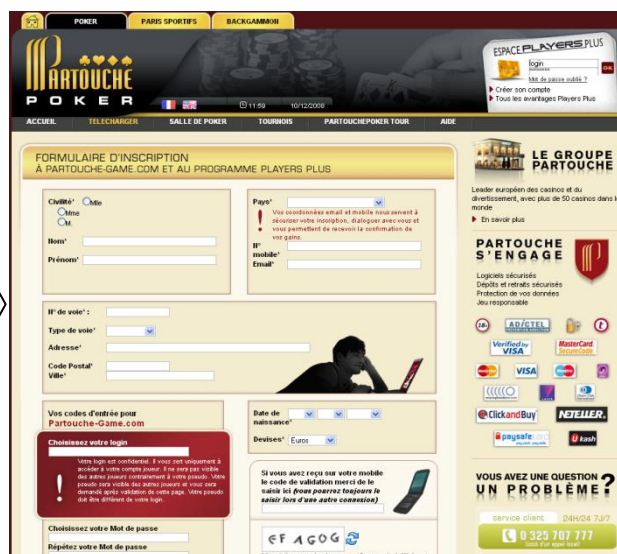 POKER PARIS SPORTIFS BACKGAMMON
PARTOUCHE
POKER
11:59 10/12/2008
ESPACE PLAYERS PLUS
login
OK
Mot de passe oublié ?
Créer son compte
Tous les avantages Players Plus
ACCUEIL TELECHARGER SALLE DE POKER TOURNOIS PARTOUCHEPOKER TOUR AIDE
FORMULAIRE D'INSCRIPTION
À PARTOUCHE-GAME.COM ET AU PROGRAMME PLAYERS PLUS
Civilité* Mlle
Mme
M.
Nom*
Prénom*
Pays*
Vos coordonnées email et mobile nous servent à
sécuriser votre inscription, dialoguer avec vous et
vous permettent de recevoir la confirmation de
vos gains.
N°
mobile*
Email*
N° de voie* :
Type de voie*
Adresse*
Code Postal*
Ville*
Vos codes d'entrée pour
Partouche-Game.com
Choisissez votre login
Votre login est confidentiel. Il vous sert uniquement à
accéder à votre compte joueur. Il ne sera pas visible
des autres joueurs contrairement à votre pseudo. Votre
pseudo sera visible des autres joueurs et vous sera
demandé après validation de cette page. Votre pseudo
doit être différent de votre login.
Choisissez votre Mot de passe
Répétez votre Mot de passe
Date de
naissance*
Devises* Euros
Si vous avez reçu sur votre mobile
le code de validation merci de le
saisir ici (vous pourrez toujours le
saisir lors d'une autre connexion)
EF AGOG
LE GROUPE
PARTOUCHE
Leader européen des casinos et du
divertissement, avec plus de 50 casinos dans le
monde
En savoir plus
PARTOUCHE
S'ENGAGE
Logiciels sécurisés
Dépôts et retraits sécurisés
Protection de vos données
Jeu responsable
18+ ADICTEL
Verified by VISA MasterCard SecureCode
VISA
ClickandBuy NETELLER
paysafecard Ukash
VOUS AVEZ UNE QUESTION
UN PROBLÈME ?
service client 24H/24 7J/7
0 325 707 777